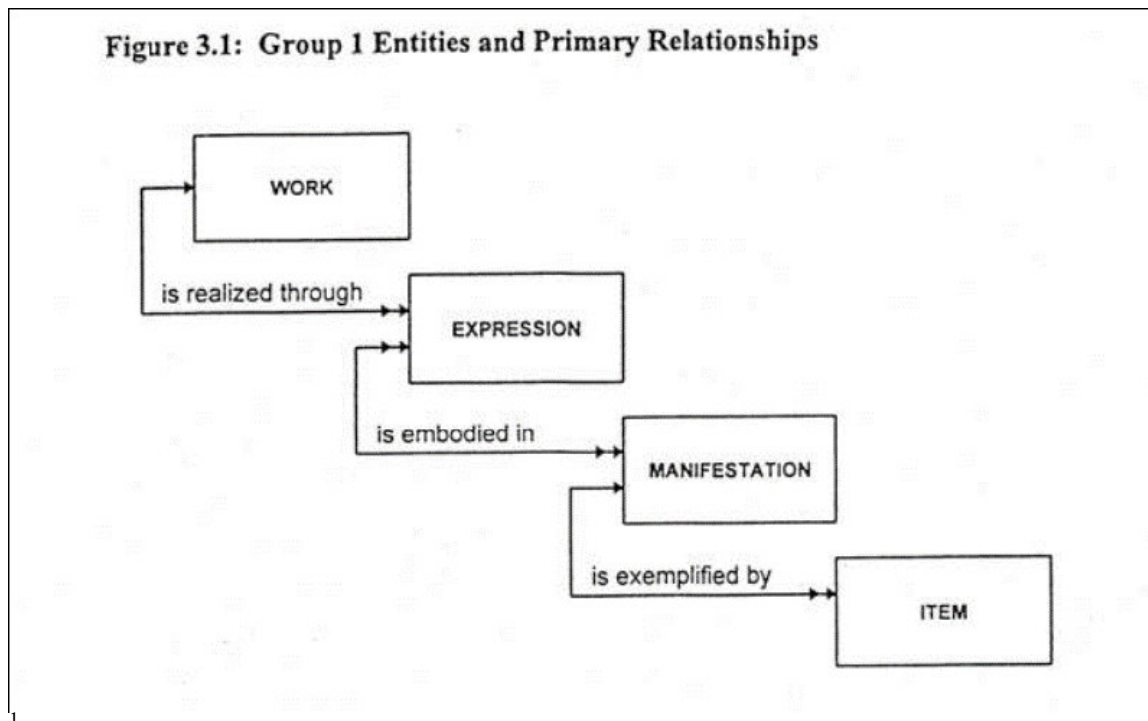 Figure 3.1: Group 1 Entities and Primary Relationships
WORK
is realized through
EXPRESSION
is embodied in
MANIFESTATION
is exemplified by
ITEM
1